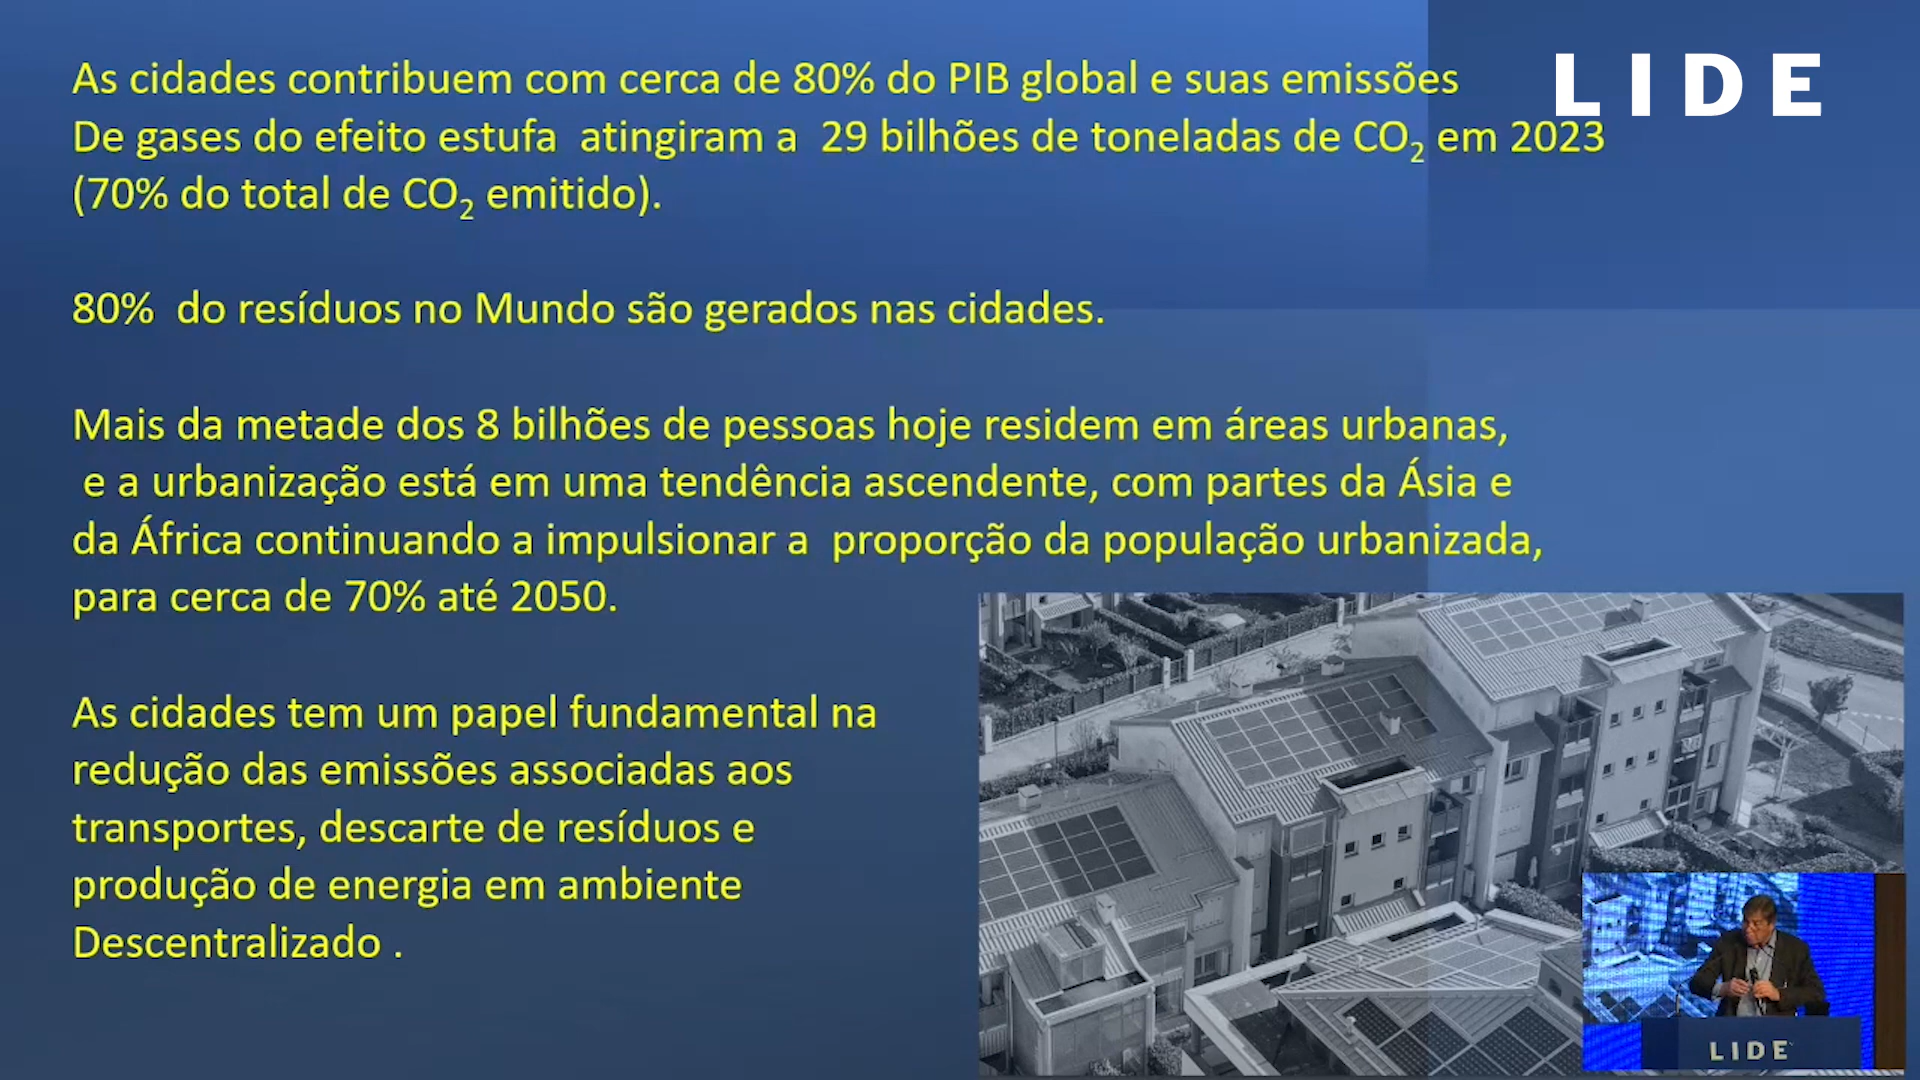 LIDE
As cidades contribuem com cerca de 80% do PIB global e suas emissões
De gases do efeito estufa  atingiram a  29 bilhões de toneladas de CO₂ em 2023
(70% do total de CO₂ emitido).
80%  do resíduos no Mundo são gerados nas cidades.
Mais da metade dos 8 bilhões de pessoas hoje residem em áreas urbanas,
e a urbanização está em uma tendência ascendente, com partes da Ásia e
da África continuando a impulsionar a  proporção da população urbanizada,
para cerca de 70% até 2050.
As cidades tem um papel fundamental na
redução das emissões associadas aos
transportes, descarte de resíduos e
produção de energia em ambiente
Descentralizado .
LIDE